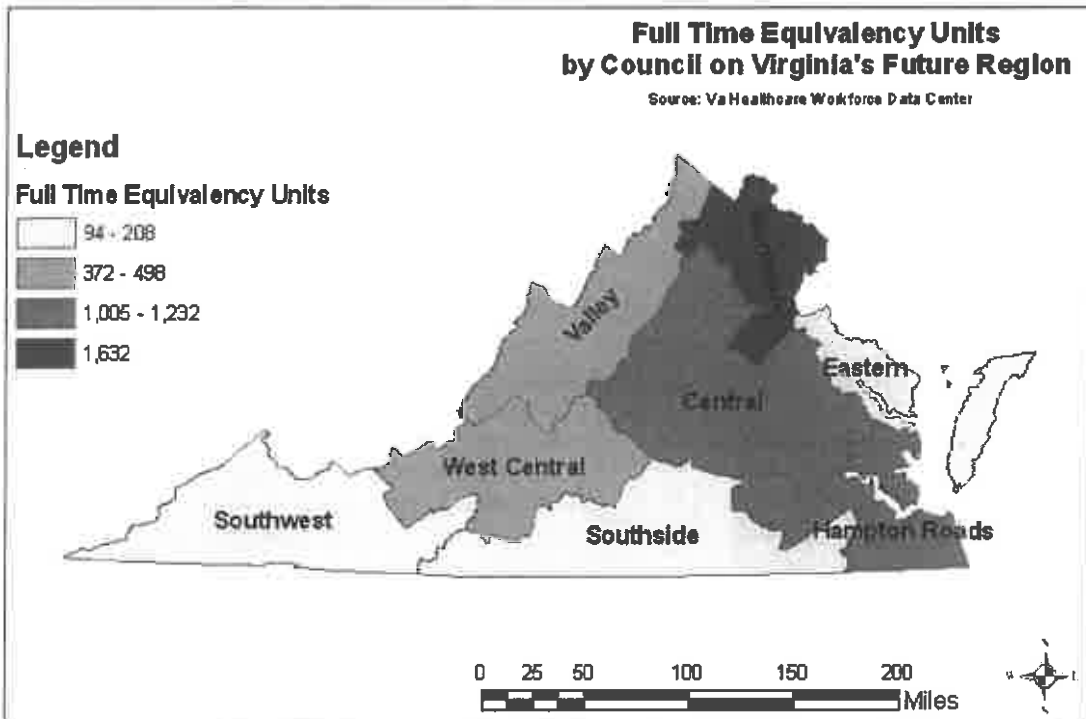 Full Time Equivalency Units
by Council on Virginia's Future Region
Source: Va Healthcare Workforce Data Center
Legend
Full Time Equivalency Units
94 - 208
372 - 498
1,005 - 1,232
1,632
Valley
Eastern
Central
West Central
Southwest
Southside
Hampton Roads
0 25 50 100 150 200
Miles